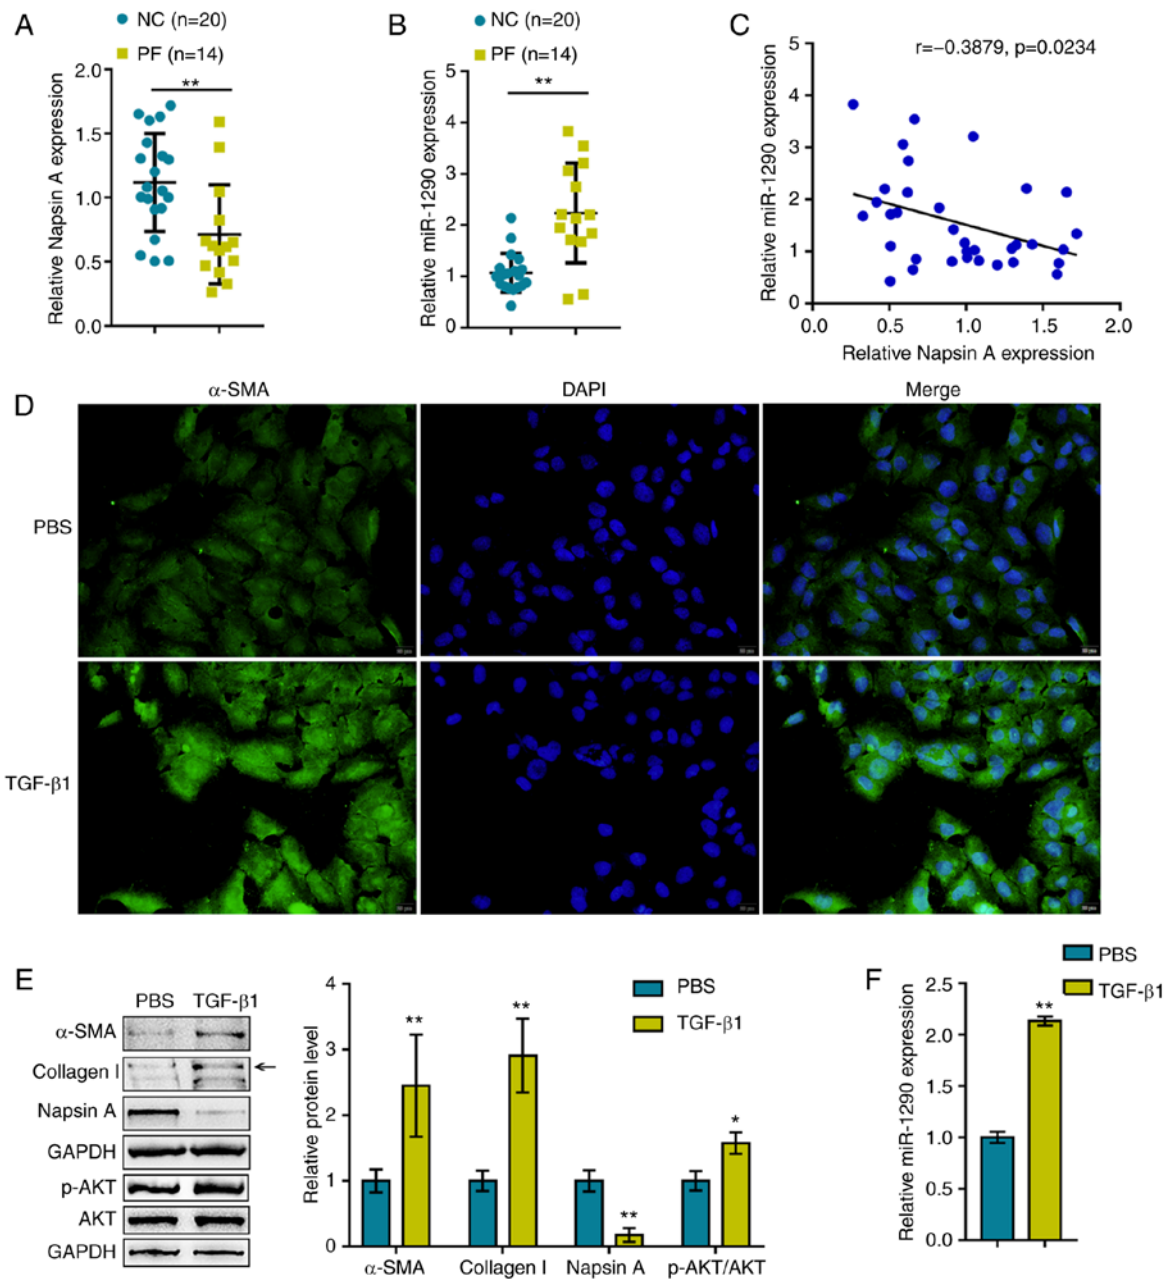 A
NC (n=20)
PF (n=14)
**
Relative Napsin A expression
2.0
1.5
1.0
0.5
0.0
B
NC (n=20)
PF (n=14)
**
Relative miR-1290 expression
5
4
3
2
1
0
C
r=−0.3879, p=0.0234
Relative miR-1290 expression
5
4
3
2
1
0
0.0 0.5 1.0 1.5 2.0
Relative Napsin A expression
D
α-SMA DAPI Merge
PBS
TGF-β1
E
PBS TGF-β1
α-SMA
Collagen I
Napsin A
GAPDH
p-AKT
AKT
GAPDH
Relative protein level
4
3
2
1
0
PBS
TGF-β1
** ** ** *
α-SMA Collagen I Napsin A p-AKT/AKT
F
PBS
TGF-β1
Relative miR-1290 expression
2.5
2.0
1.5
1.0
0.5
0.0
**